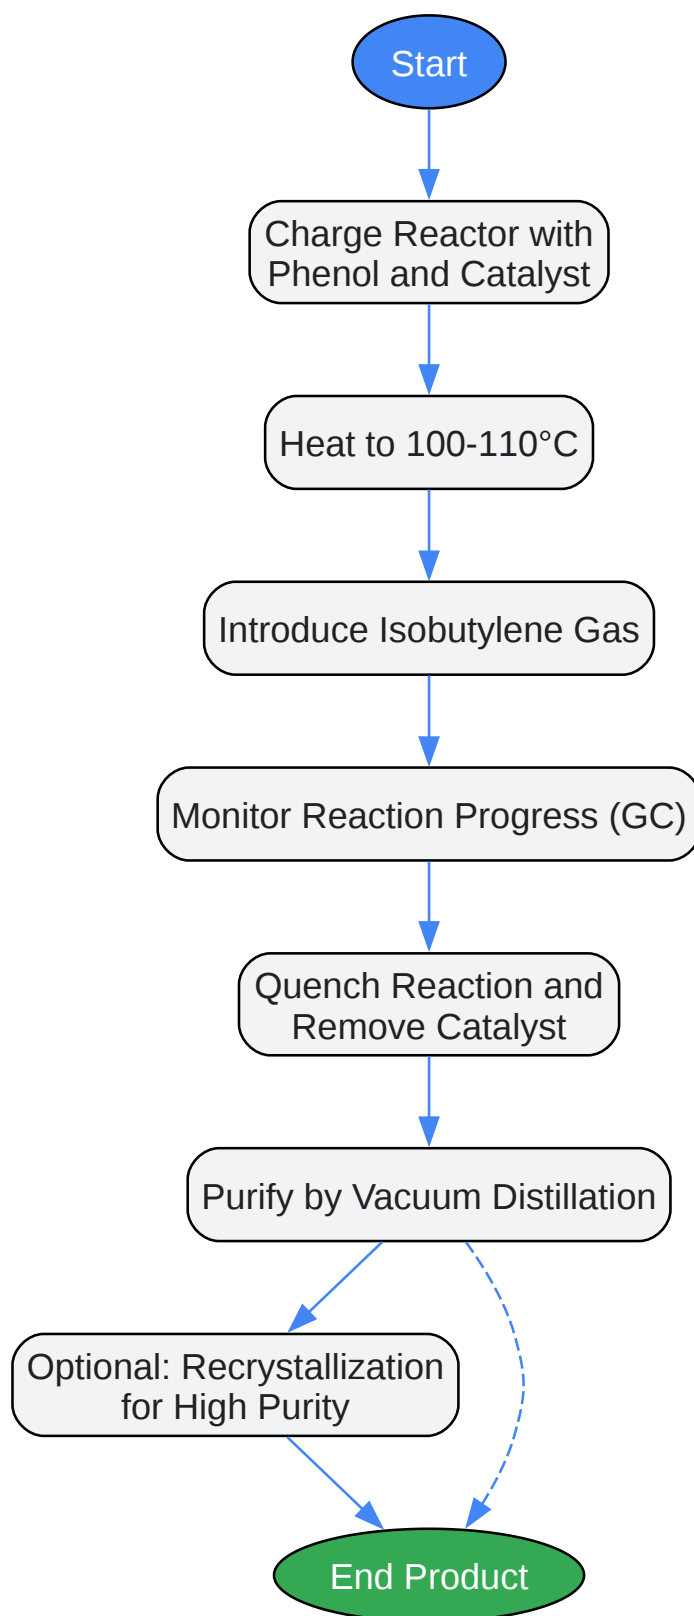 Start
Charge Reactor with
Phenol and Catalyst
Heat to 100-110°C
Introduce Isobutylene Gas
Monitor Reaction Progress (GC)
Quench Reaction and
Remove Catalyst
Purify by Vacuum Distillation
Optional: Recrystallization
for High Purity
End Product